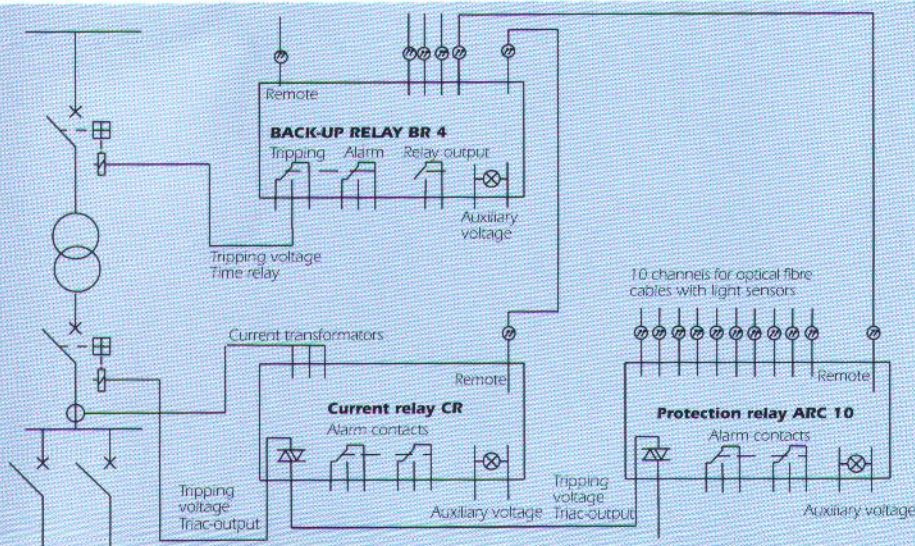 Remote
BACK-UP RELAY BR 4
Tripping
Alarm
Relay output
Auxiliary
voltage
Tripping voltage
Time relay
10 channels for optical fibre
cables with light sensors
Current transformators
Remote
Current relay CR
Alarm contacts
Remote
Protection relay ARC 10
Alarm contacts
Tripping
voltage
Triac-output
Auxiliary voltage
Tripping
voltage
Triac-output
Auxiliary voltage